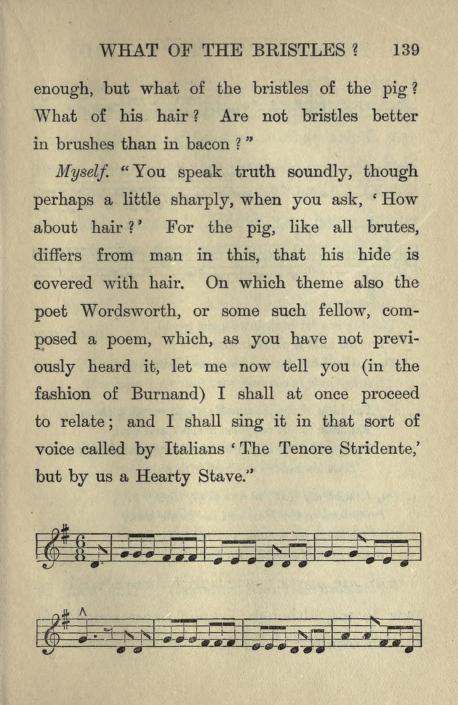 WHAT OF THE BRISTLES ? 139
enough, but what of the bristles of the pig ?
What of his hair ? Are not bristles better
in brushes than in bacon ? ”
Myself. “ You speak truth soundly, though
perhaps a little sharply, when you ask, ‘ How
about hair ? ’ For the pig, like all brutes,
differs from man in this, that his hide is
covered with hair. On which theme also the
poet Wordsworth, or some such fellow, com-
posed a poem, which, as you have not previ-
ously heard it, let me now tell you (in the
fashion of Burnand) I shall at once proceed
to relate ; and I shall sing it in that sort of
voice called by Italians ‘ The Tenore Stridente,’
but by us a Hearty Stave.”
6
8